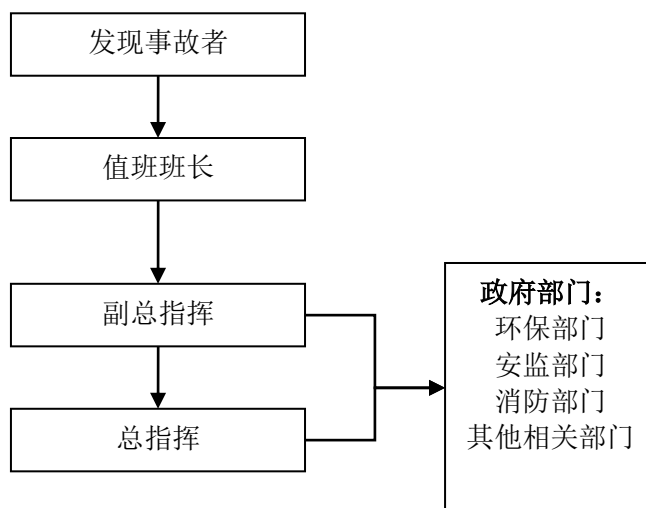 发现事故者
值班班长
副总指挥
总指挥
政府部门：
环保部门
安监部门
消防部门
其他相关部门